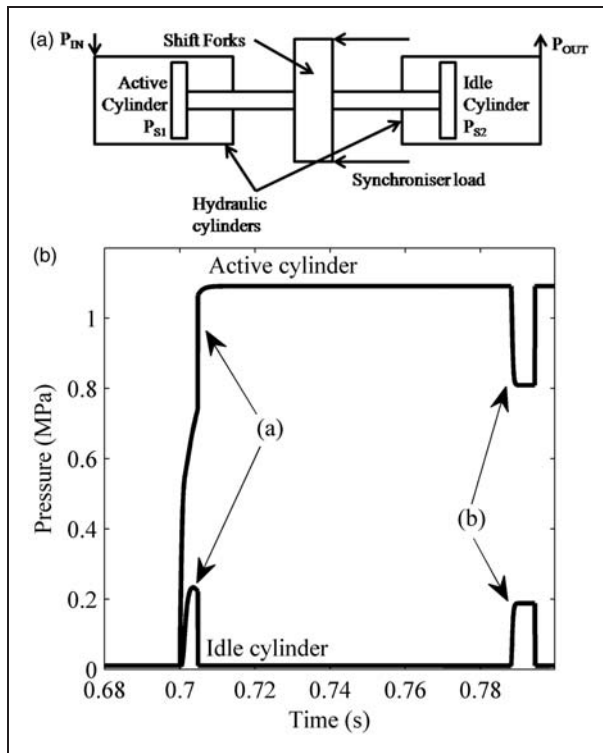 (a)
P_IN
Shift Forks
P_OUT
Active
Cylinder
P_S1
Idle
Cylinder
P_S2
Hydraulic
cylinders
Synchroniser load
(b)
Active cylinder
1
0.8
0.6
0.4
0.2
0
Pressure (MPa)
(a)
(b)
Idle cylinder
0.68
0.7
0.72
0.74
0.76
0.78
Time (s)